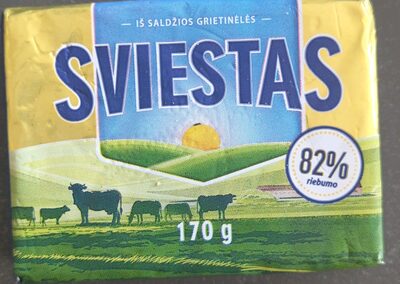 — IŠ SALDŽIOS GRIETINĖLĖS —
SVIESTAS
82%
riebumo
170 g